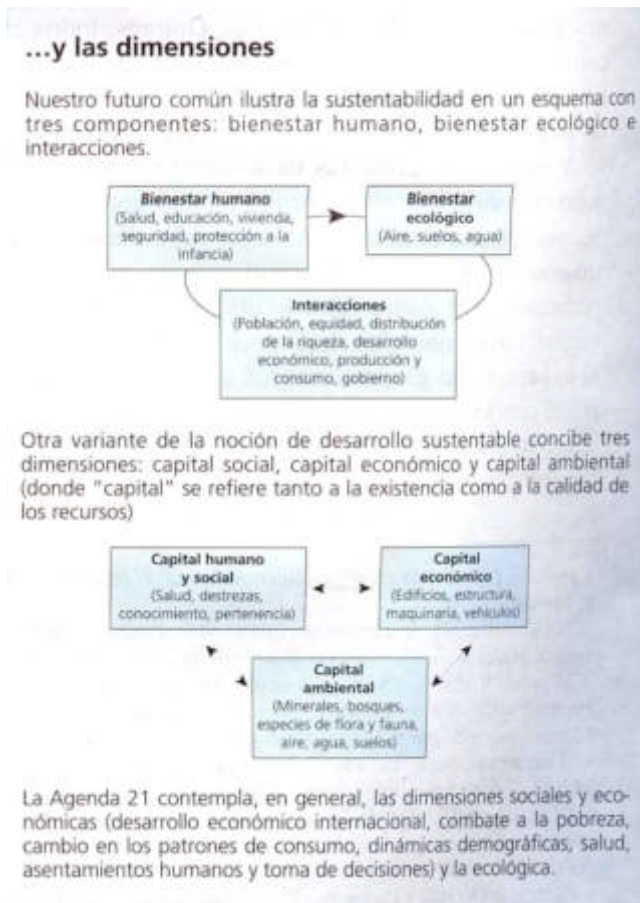 ...y las dimensiones
Nuestro futuro común ilustra la sustentabilidad en un esquema con
tres componentes: bienestar humano, bienestar ecológico e
interacciones.
Bienestar humano
(Salud, educación, vivienda,
seguridad, protección a la
infancia)
Bienestar
ecológico
(Aire, suelos, agua)
Interacciones
(Población, equidad, distribución
de la riqueza, desarrollo
económico, producción y
consumo, gobierno)
Otra variante de la noción de desarrollo sustentable concibe tres
dimensiones: capital social, capital económico y capital ambiental
(donde "capital" se refiere tanto a la existencia como a la calidad de
los recursos)
Capital humano
y social
(Salud, destrezas,
conocimiento, pertenencia)
Capital
económico
(Edificios, estructura,
maquinaria, vehículos)
Capital
ambiental
(Minerales, bosques,
especies de flora y fauna,
aire, agua, suelos)
La Agenda 21 contempla, en general, las dimensiones sociales y eco-
nómicas (desarrollo económico internacional, combate a la pobreza,
cambio en los patrones de consumo, dinámicas demográficas, salud,
asentamientos humanos y toma de decisiones) y la ecológica.